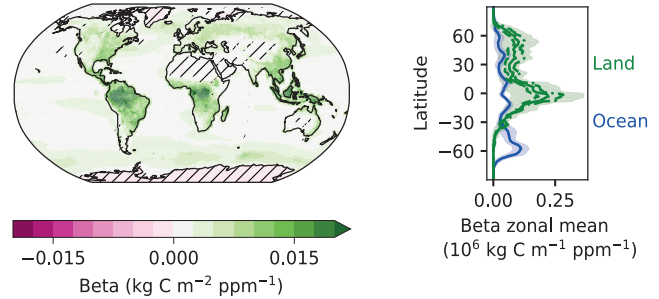 60
30
0
−30
−60
Latitude
Land
Ocean
0.00
0.25
Beta zonal mean
(10⁶ kg C m⁻¹ ppm⁻¹)
−0.015
0.000
0.015
Beta (kg C m⁻² ppm⁻¹)